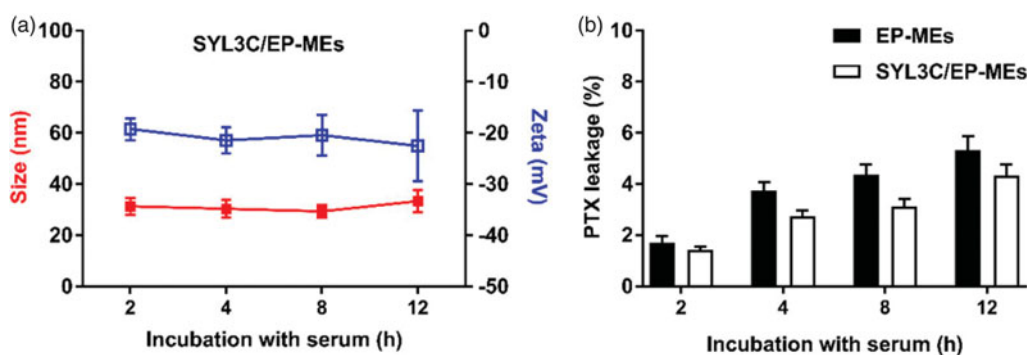 (a)
SYL3C/EP-MEs
Size (nm)
100
80
60
40
20
0
Zeta (mV)
0
-10
-20
-30
-40
-50
2 4 8 12
Incubation with serum (h)
(b)
EP-MEs
SYL3C/EP-MEs
PTX leakage (%)
10
8
6
4
2
0
2 4 8 12
Incubation with serum (h)